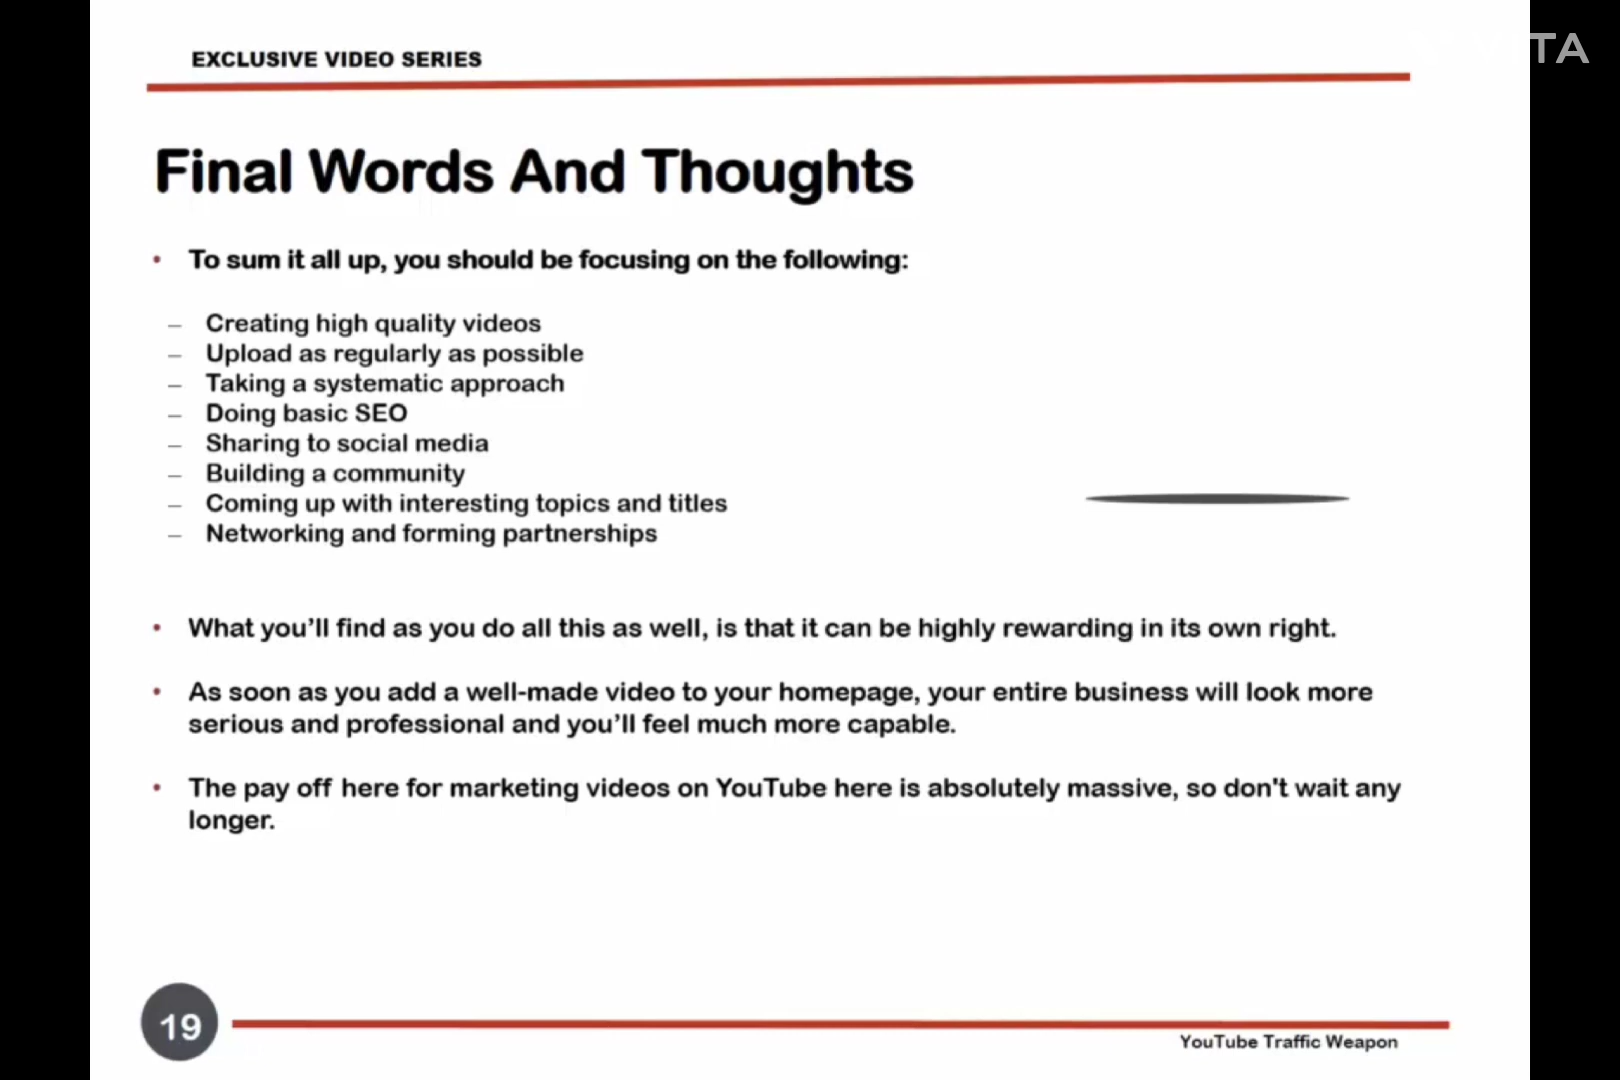 EXCLUSIVE VIDEO SERIES
TA
Final Words And Thoughts
• To sum it all up, you should be focusing on the following:
– Creating high quality videos
– Upload as regularly as possible
– Taking a systematic approach
– Doing basic SEO
– Sharing to social media
– Building a community
– Coming up with interesting topics and titles
– Networking and forming partnerships
• What you'll find as you do all this as well, is that it can be highly rewarding in its own right.
• As soon as you add a well-made video to your homepage, your entire business will look more
serious and professional and you'll feel much more capable.
• The pay off here for marketing videos on YouTube here is absolutely massive, so don't wait any
longer.
19
YouTube Traffic Weapon